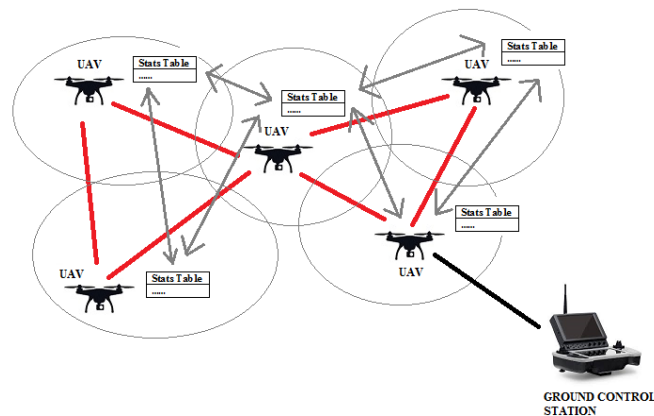 UAV
Stats Table
......
Stats Table
......
UAV
UAV
Stats Table
......
Stats Table
......
UAV
UAV
Stats Table
......
GROUND CONTROL
STATION